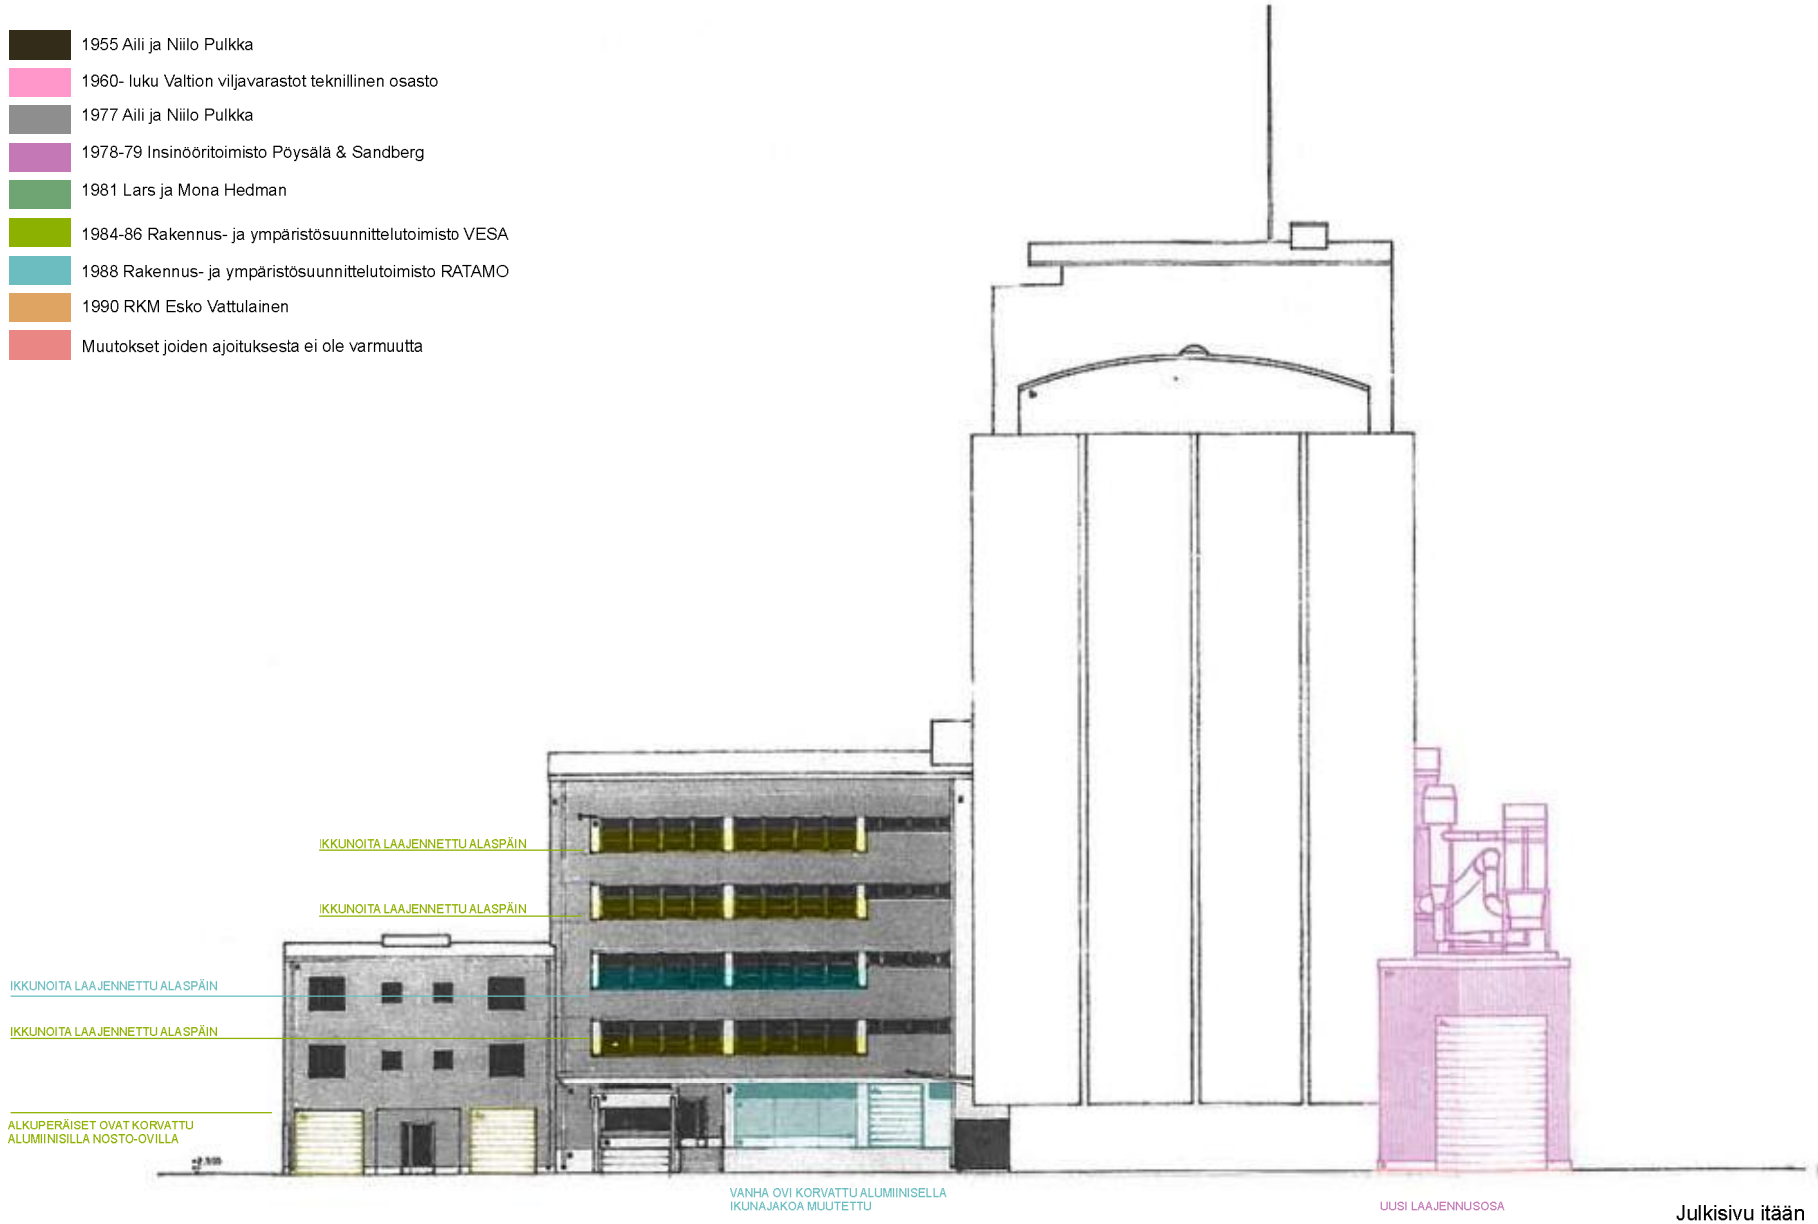 1955 Aili ja Niilo Pulkka
1960- luku Valtion viljavarastot teknillinen osasto
1977 Aili ja Niilo Pulkka
1978-79 Insinööritoimisto Pöysälä & Sandberg
1981 Lars ja Mona Hedman
1984-86 Rakennus- ja ympäristösuunnittelutoimisto VESA
1988 Rakennus- ja ympäristösuunnittelutoimisto RATAMO
1990 RKM Esko Vattulainen
Muutokset joiden ajoituksesta ei ole varmuutta
IKKUNOITA LAAJENNETTU ALASPÄIN
IKKUNOITA LAAJENNETTU ALASPÄIN
IKKUNOITA LAAJENNETTU ALASPÄIN
IKKUNOITA LAAJENNETTU ALASPÄIN
ALKUPERÄISET OVAT KORVATTU
ALUMIINISILLA NOSTO-OVILLA
VANHA OVI KORVATTU ALUMIINISELLA
IKUNAJAKOA MUUTETTU
UUSI LAAJENNUSOSA
Julkisivu itään